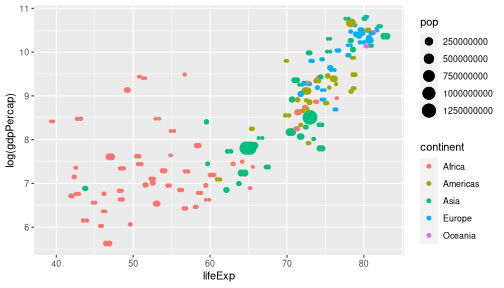 11
10
9
8
7
6
log(gdpPercap)
40
50
60
70
80
lifeExp
pop
250000000
500000000
750000000
1000000000
1250000000
continent
Africa
Americas
Asia
Europe
Oceania